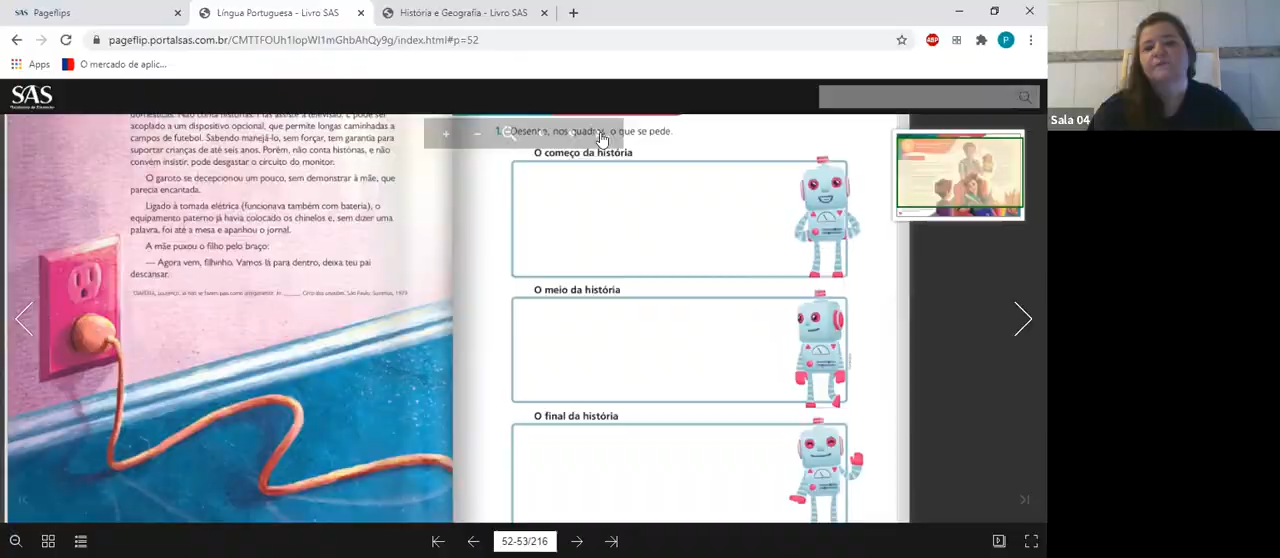 SAS Pageflips
Língua Portuguesa - Livro SAS
História e Geografia - Livro SAS
pageflip.portalsas.com.br/CMTTFOUh1lopWI1mGhbAhQy9g/index.html#p=52
ABP
P
Apps
O mercado de aplic...
SAS
acoplado a um dispositivo opcional, que permite longas caminhadas a
campos de futebol. Sabendo manejá-lo, sem forçar, tem garantia para
suportar crianças de até seis anos. Porém, não conta histórias, e não
convém insistir, pode desgastar o circuito do monitor.
O garoto se decepcionou um pouco, sem demonstrar à mãe, que
parecia encantada.
Ligado à tomada elétrica (funcionava também com bateria), o
equipamento paterno já havia colocado os chinelos e, sem dizer uma
palavra, foi até a mesa e apanhou o jornal.
A mãe puxou o filho pelo braço:
— Agora vem, filhinho. Vamos lá para dentro, deixa teu pai
descansar.
1. Desenhe, nos quadros, o que se pede.
O começo da história
O meio da história
O final da história
52-53/216
Sala 04